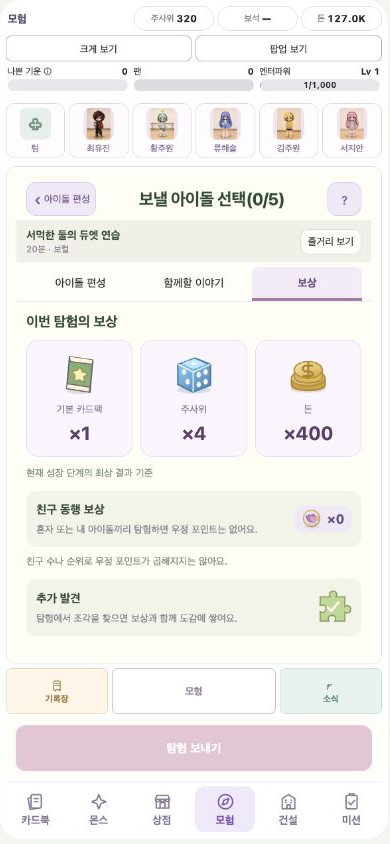 모험
주사위 320
보석 —
돈 127.0K
크게 보기
팝업 보기
나쁜 기운 ⓘ 0
팬 0
엔터파워 Lv 1
1/1,000
팀
최유진
황주원
류해솔
김주원
서지안
아이돌 편성
보낼 아이돌 선택(0/5)
?
서먹한 둘의 듀엣 연습
20분 · 보컬
줄거리 보기
아이돌 편성
함께할 이야기
보상
이번 탐험의 보상
기본 카드팩
×1
주사위
×4
돈
×400
현재 성장 단계의 최상 결과 기준
친구 동행 보상
혼자 또는 내 아이돌끼리 탐험하면 우정 포인트는 없어요.
×0
친구 수나 순위로 우정 포인트가 곱해지지는 않아요.
추가 발견
탐험에서 조각을 찾으면 보상과 함께 도감에 쌓여요.
기록장
모험
소식
탐험 보내기
카드북
몬스
상점
모험
건설
미션